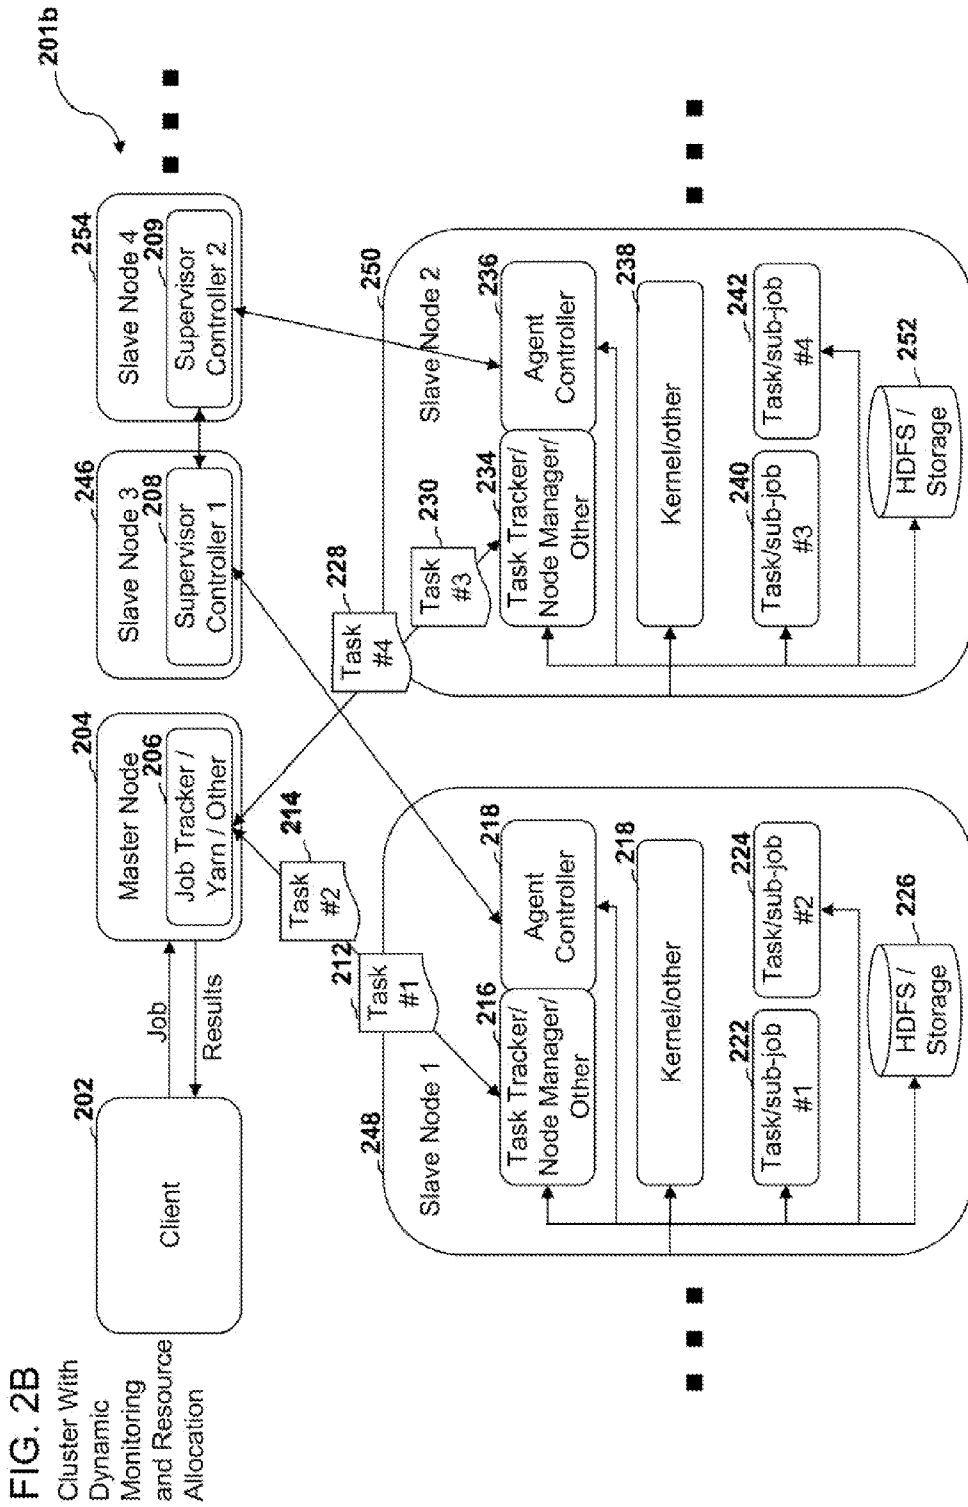 FIG. 2B
Cluster With
Dynamic
Monitoring
and Resource
Allocation
201b
202
Client
Job
Results
204
Master Node
206
Job Tracker /
Yarn / Other
246
Slave Node 3
208
Supervisor
Controller 1
254
Slave Node 4
209
Supervisor
Controller 2
212
Task
#1
214
Task
#2
228
Task
#4
230
Task
#3
248
Slave Node 1
216
Task Tracker/
Node Manager/
Other
218
Agent
Controller
218
Kernel/other
222
Task/sub-job
#1
224
Task/sub-job
#2
226
HDFS /
Storage
250
Slave Node 2
234
Task Tracker/
Node Manager/
Other
236
Agent
Controller
238
Kernel/other
240
Task/sub-job
#3
242
Task/sub-job
#4
252
HDFS /
Storage